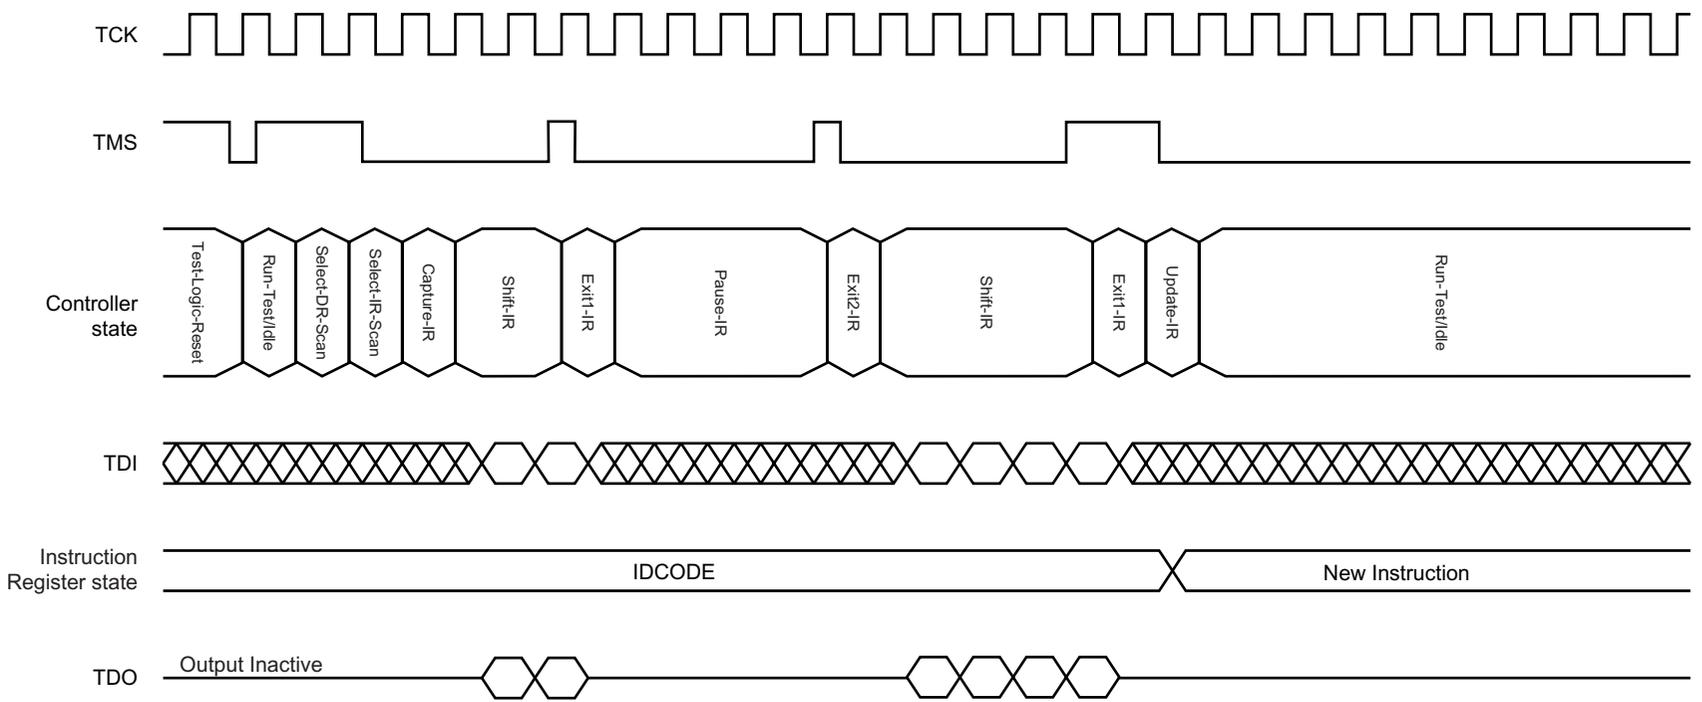 TCK
TMS
Controller
state
Test-Logic-Reset
Run-Test/Idle
Select-DR-Scan
Select-IR-Scan
Capture-IR
Shift-IR
Exit1-IR
Pause-IR
Exit2-IR
Shift-IR
Exit1-IR
Update-IR
Run-Test/Idle
TDI
Instruction
Register state
IDCODE
New Instruction
TDO
Output Inactive